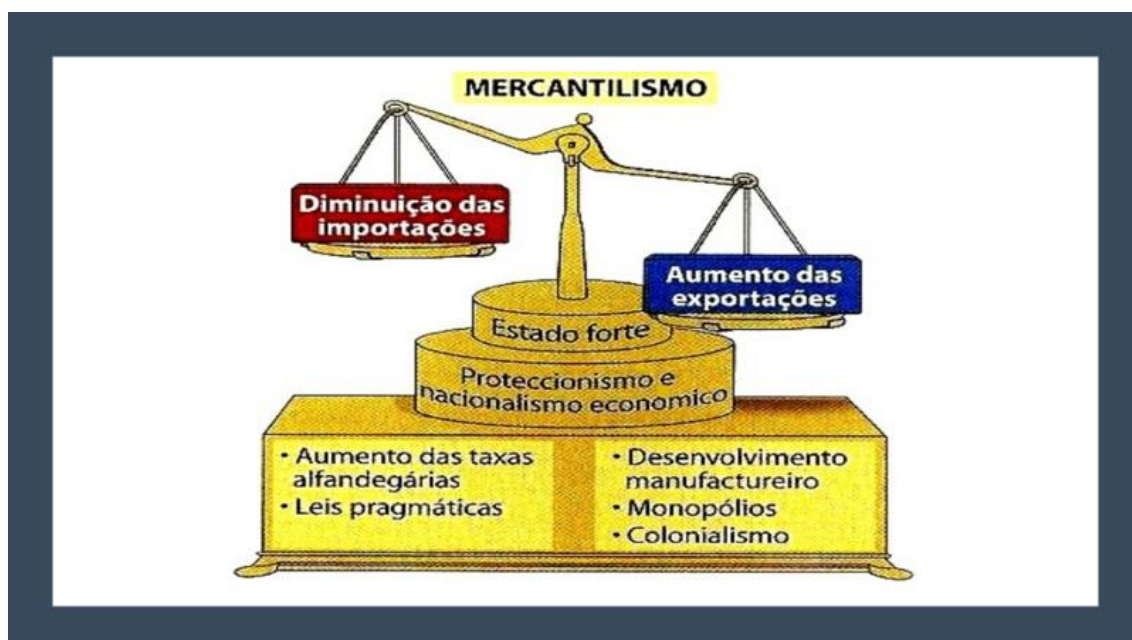 MERCANTILISMO
Diminuição das
importações
Aumento das
exportações
Estado forte
Proteccionismo e
nacionalismo económico
• Aumento das taxas
alfandegárias
• Leis pragmáticas
• Desenvolvimento
manufactureiro
• Monopólios
• Colonialismo